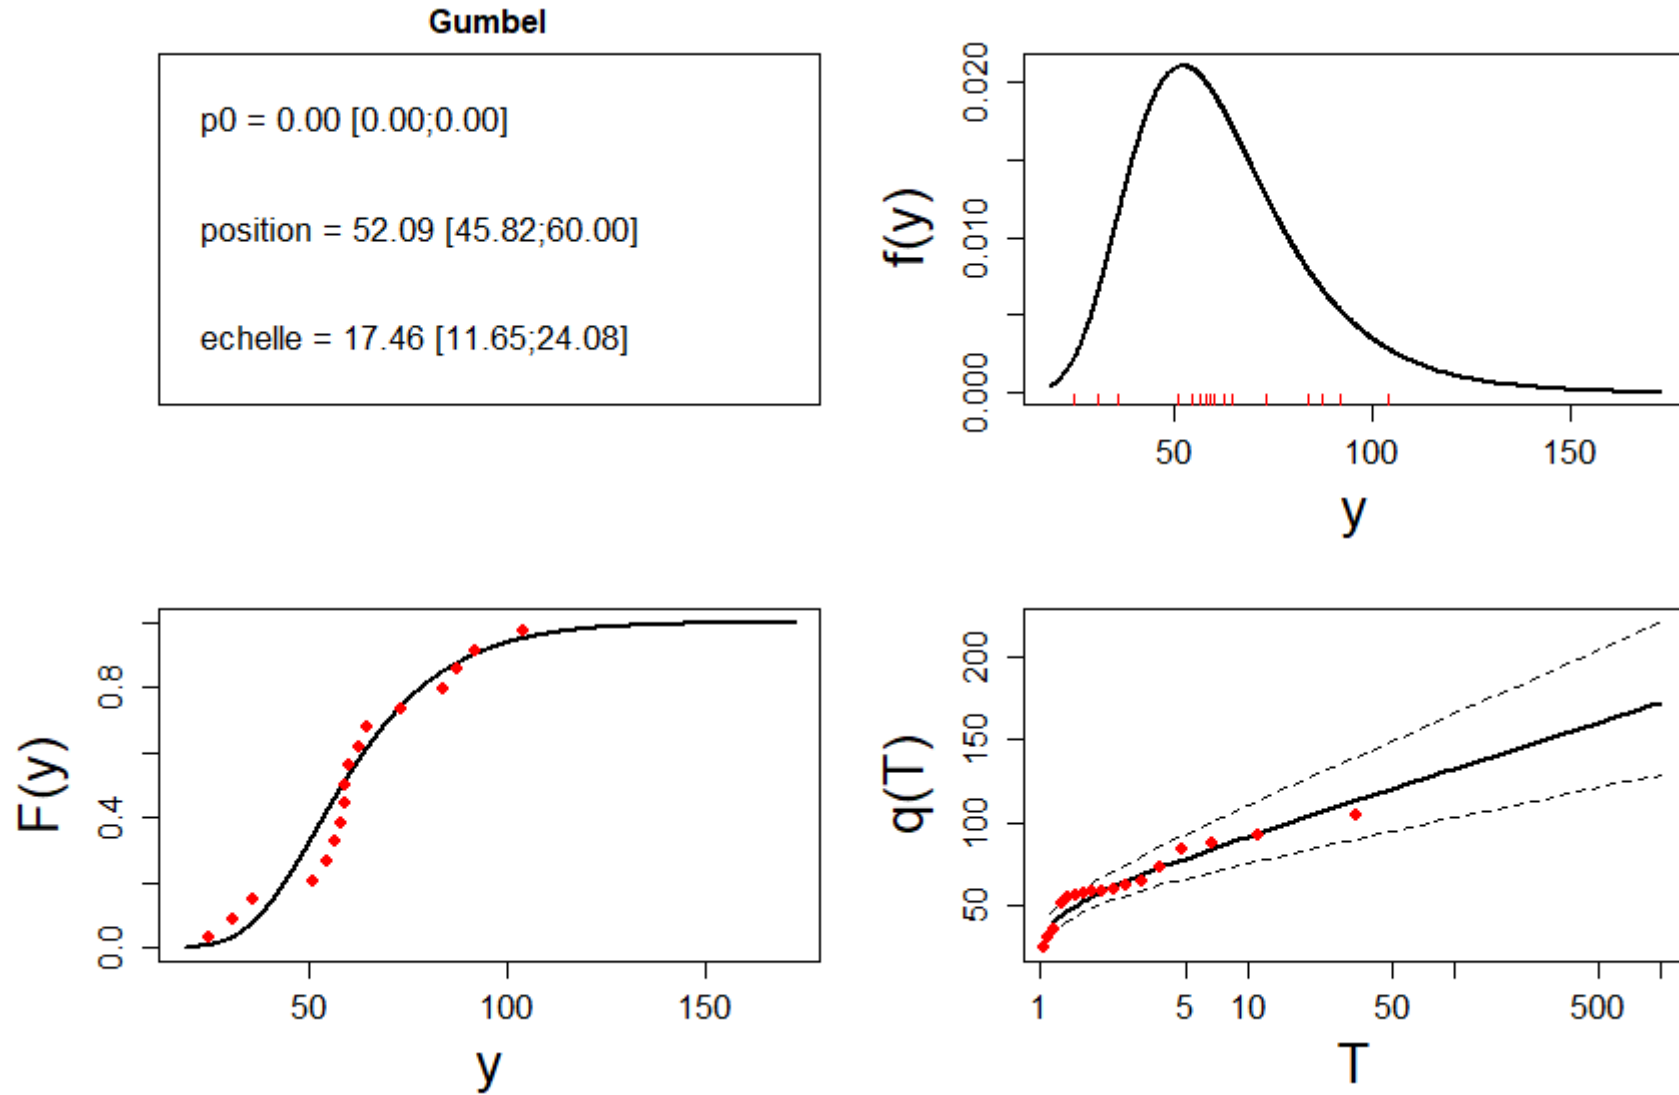 Gumbel
p0 = 0.00 [0.00;0.00]
position = 52.09 [45.82;60.00]
echelle = 17.46 [11.65;24.08]
f(y)
0.000 0.010 0.020
50 100 150
y
F(y)
0.0 0.4 0.8
50 100 150
y
q(T)
50 100 150 200
1 5 10 50 500
T